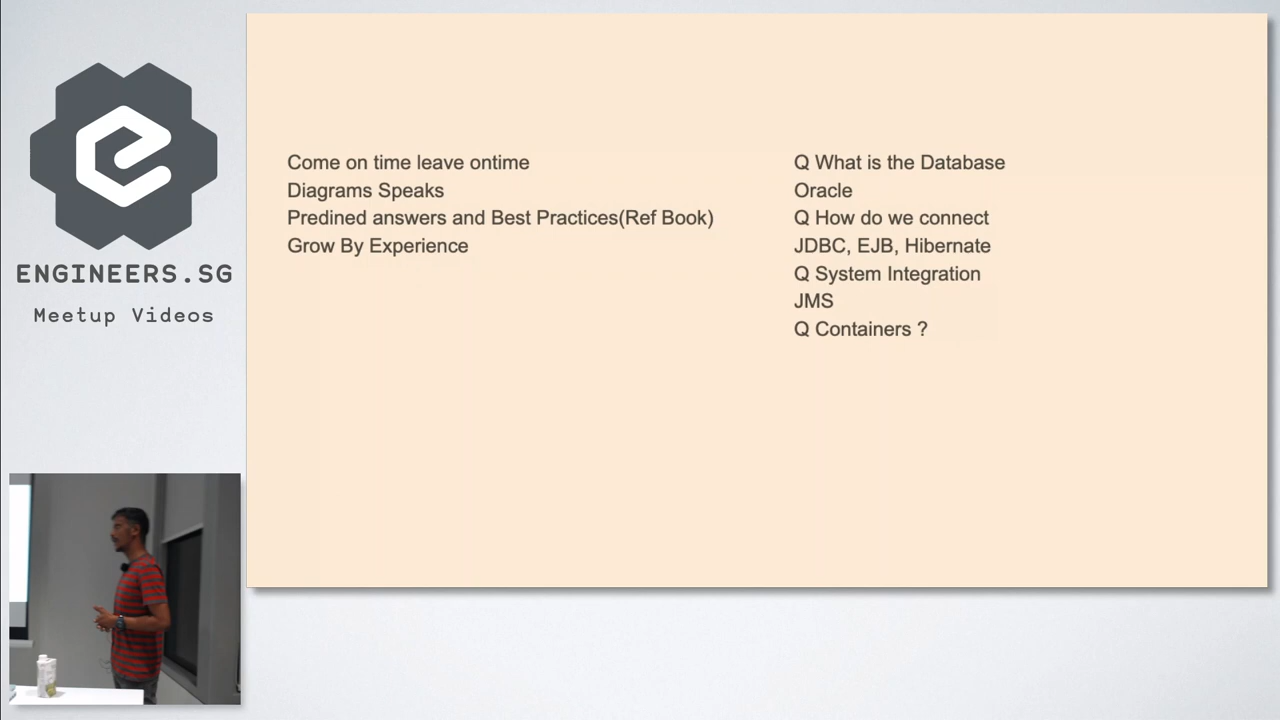 ENGINEERS.SG
Meetup Videos
Come on time leave ontime
Diagrams Speaks
Predined answers and Best Practices(Ref Book)
Grow By Experience
Q What is the Database
Oracle
Q How do we connect
JDBC, EJB, Hibernate
Q System Integration
JMS
Q Containers ?